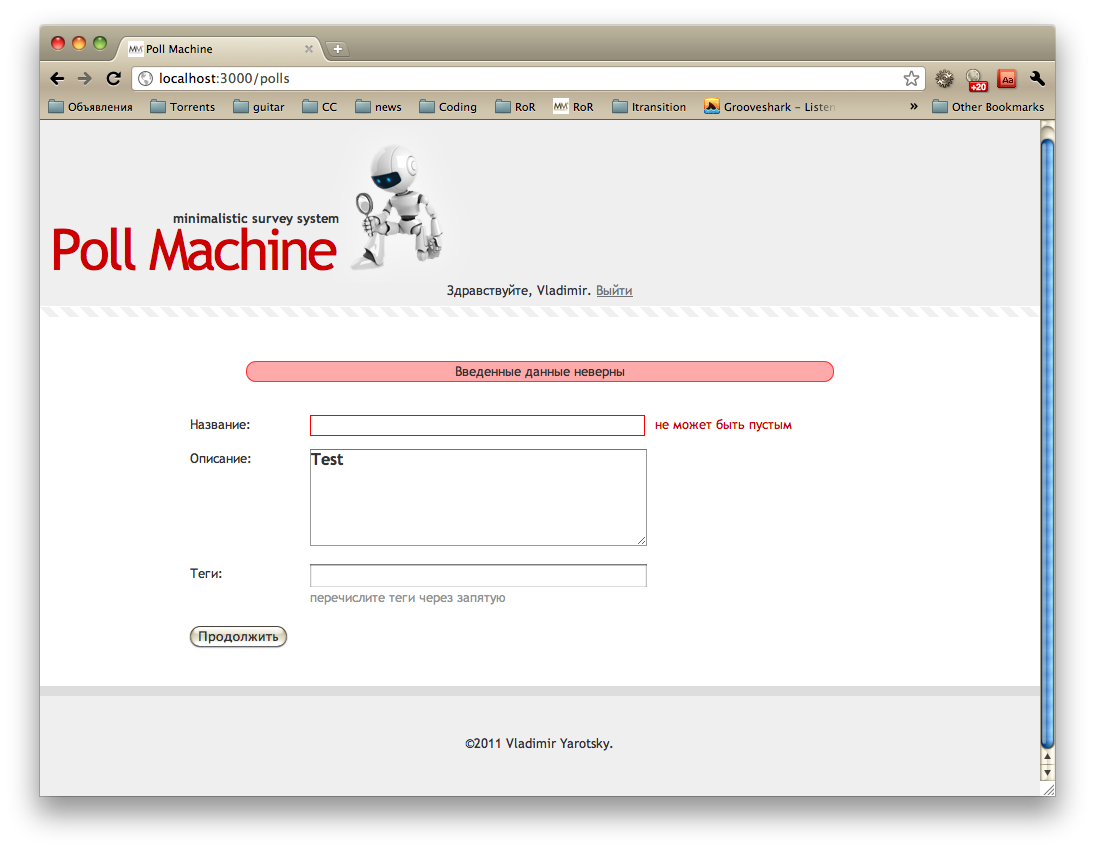 Poll Machine
localhost:3000/polls
+20
Aa
Объявления Torrents guitar CC news Coding RoR RoR Itransition Grooveshark – Listen » Other Bookmarks
minimalistic survey system
Poll Machine
Здравствуйте, Vladimir. Выйти
Введенные данные неверны
Название: не может быть пустым
Описание: Test
Теги:
перечислите теги через запятую
Продолжить
©2011 Vladimir Yarotsky.